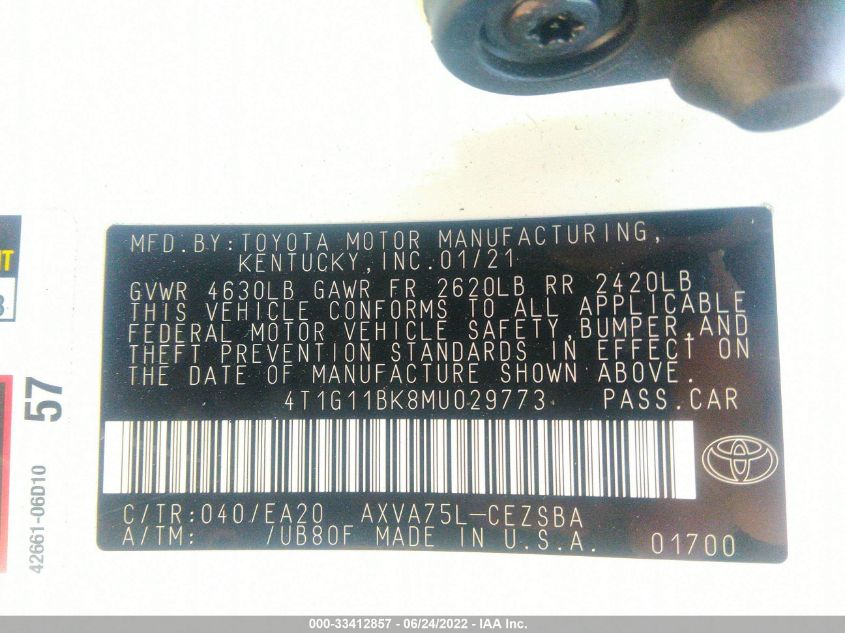 MFD.BY:TOYOTA MOTOR MANUFACTURING,
KENTUCKY,INC.01/21
GVWR 4630LB GAWR FR 2620LB RR 2420LB
THIS VEHICLE CONFORMS TO ALL APPLICABLE
FEDERAL MOTOR VEHICLE SAFETY,BUMPER,AND
THEFT PREVENTION STANDARDS IN EFFECT ON
THE DATE OF MANUFACTURE SHOWN ABOVE.
4T1G11BK8MU029773 PASS.CAR
C/TR:040/EA20 AXVA75L-CEZSBA
A/TM: /UB80F MADE IN U.S.A. 01700
57
42661-06D10
000-33412857 - 06/24/2022 - IAA Inc.